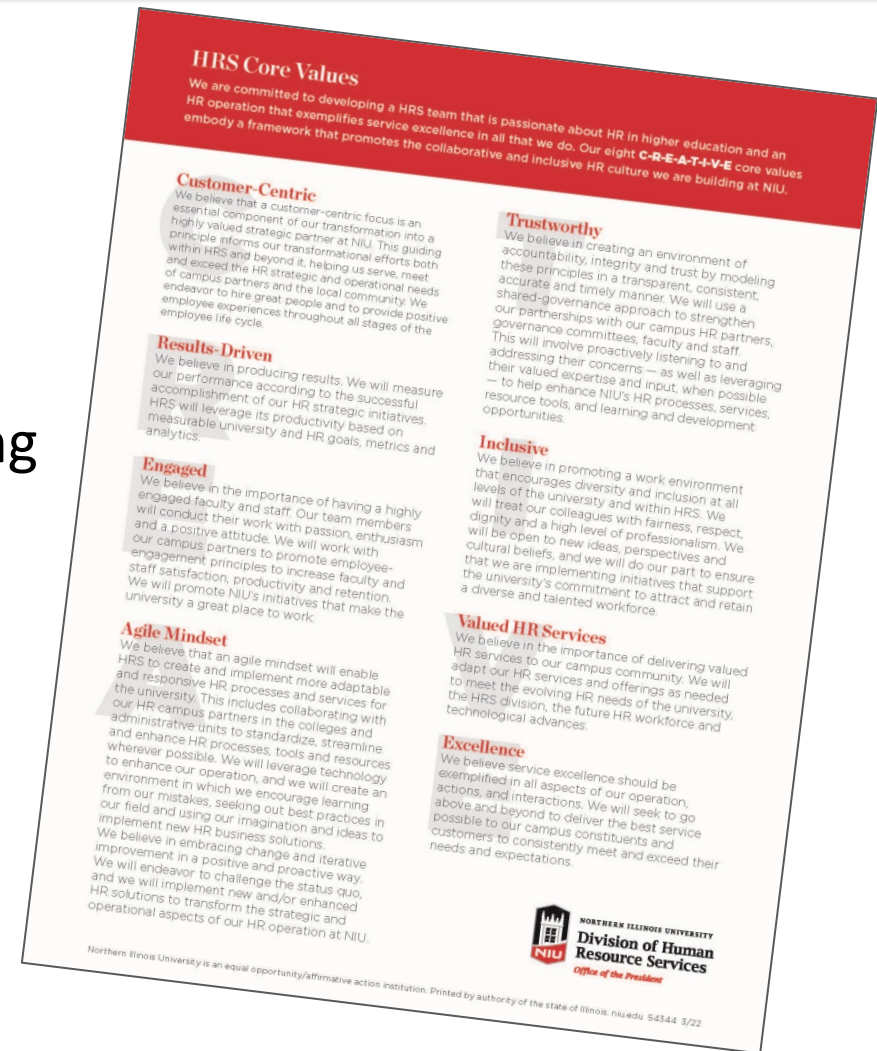 HRS Core Values
We are committed to developing a HRS team that is passionate about HR in higher education and an
HR operation that exemplifies service excellence in all that we do. Our eight C-R-E-A-T-I-V-E core values
embody a framework that promotes the collaborative and inclusive HR culture we are building at NIU.
Customer-Centric
We believe that a customer-centric focus is an
essential component of our transformation into a
highly valued strategic partner at NIU. This guiding
principle informs our transformational efforts both
within HRS and beyond it, helping us serve, meet
and exceed the HR strategic and operational needs
of campus partners and the local community. We
endeavor to hire great people and to provide positive
employee experiences throughout all stages of the
employee life cycle.
Results-Driven
We believe in producing results. We will measure
our performance according to the successful
accomplishment of our HR strategic initiatives.
HRS will leverage its productivity based on
measurable university and HR goals, metrics and
analytics.
ng
Engaged
We believe in the importance of having a highly
engaged faculty and staff. Our team members
will conduct their work with passion, enthusiasm
and a positive attitude. We will work with
our campus partners to promote employee-
engagement principles to increase faculty and
staff satisfaction, productivity and retention.
We will promote NIU's initiatives that make the
university a great place to work.
Agile Mindset
We believe that an agile mindset will enable
HRS to create and implement more adaptable
and responsive HR processes and services for
the university. This includes collaborating with
our HR campus partners in the colleges and
administrative units to standardize, streamline
and enhance HR processes, tools and resources
wherever possible. We will leverage technology
to enhance our operation, and we will create an
environment in which we encourage learning
from our mistakes, seeking out best practices in
our field and using our imagination and ideas to
implement new HR business solutions.
We believe in embracing change and iterative
improvement in a positive and proactive way.
We will endeavor to challenge the status quo,
and we will implement new and/or enhanced
HR solutions to transform the strategic and
operational aspects of our HR operation at NIU.
Trustworthy
We believe in creating an environment of
accountability, integrity and trust by modeling
these principles in a transparent, consistent,
accurate and timely manner. We will use a
shared-governance approach to strengthen
our partnerships with our campus HR partners,
governance committees, faculty and staff.
This will involve proactively listening to and
addressing their concerns — as well as leveraging
their valued expertise and input, when possible
— to help enhance NIU's HR processes, services,
resource tools, and learning and development
opportunities.
Inclusive
We believe in promoting a work environment
that encourages diversity and inclusion at all
levels of the university and within HRS. We
will treat our colleagues with fairness, respect,
dignity and a high level of professionalism. We
will be open to new ideas, perspectives and
cultural beliefs, and we will do our part to ensure
that we are implementing initiatives that support
the university's commitment to attract and retain
a diverse and talented workforce.
Valued HR Services
We believe in the importance of delivering valued
HR services to our campus community. We will
adapt our HR services and offerings as needed
to meet the evolving HR needs of the university,
the HRS division, the future HR workforce and
technological advances.
Excellence
We believe service excellence should be
exemplified in all aspects of our operation,
actions, and interactions. We will seek to go
above and beyond to deliver the best service
possible to our campus constituents and
customers to consistently meet and exceed their
needs and expectations.
NIU
NORTHERN ILLINOIS UNIVERSITY
Division of Human
Resource Services
Office of the President
Northern Illinois University is an equal opportunity/affirmative action institution. Printed by authority of the state of Illinois. niu.edu 54344 3/22